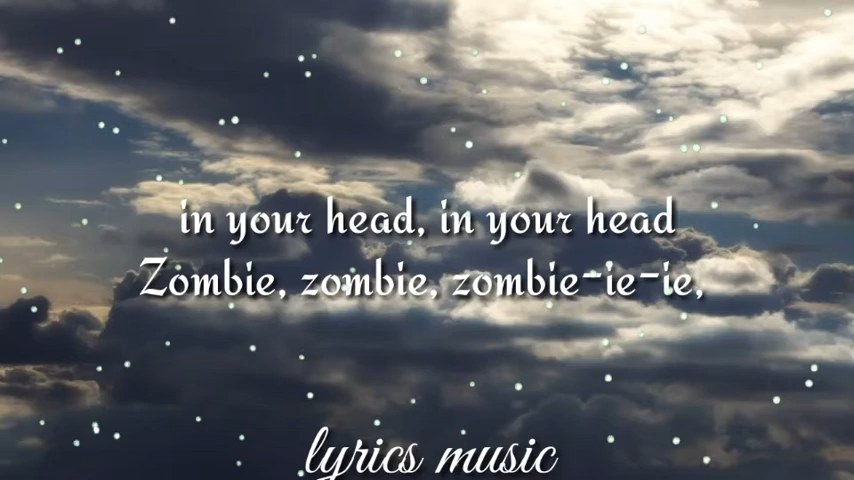 in your head, in your head
Zombie, zombie, zombie-ie-ie,
lyrics music